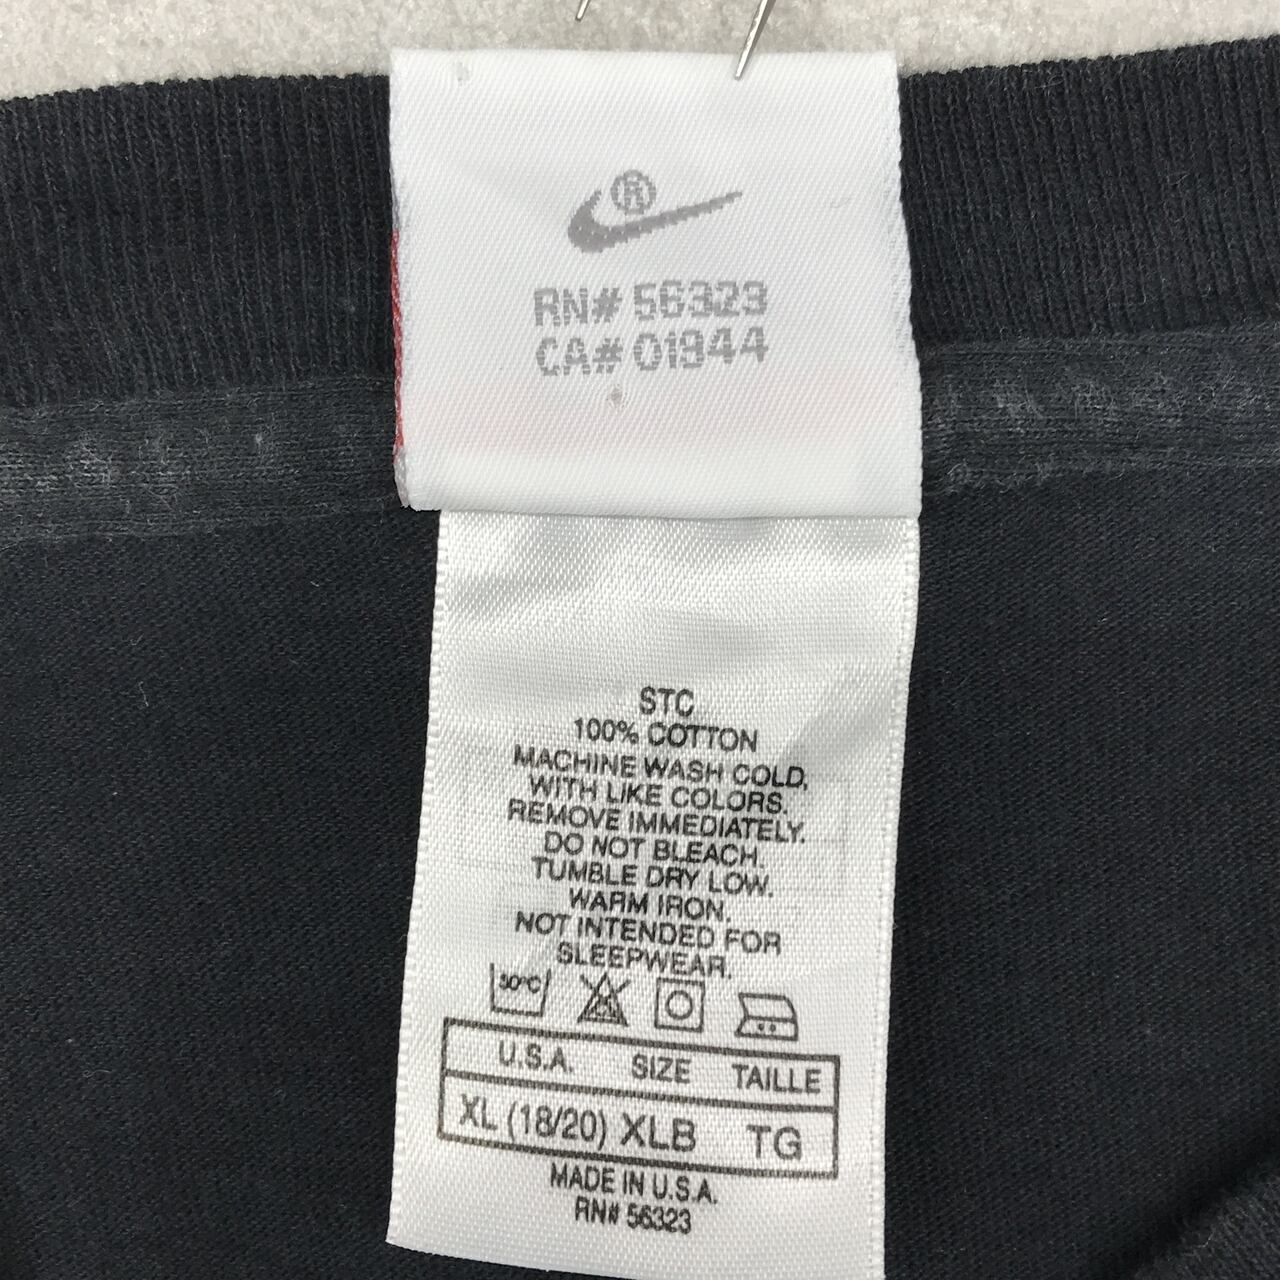 ®
RN# 56323
CA# 01944
STC
100% COTTON
MACHINE WASH COLD,
WITH LIKE COLORS.
REMOVE IMMEDIATELY.
DO NOT BLEACH.
TUMBLE DRY LOW.
WARM IRON.
NOT INTENDED FOR
SLEEPWEAR.
30°C
U.S.A. SIZE TAILLE
XL (18/20) XLB TG
MADE IN U.S.A.
RN# 56323